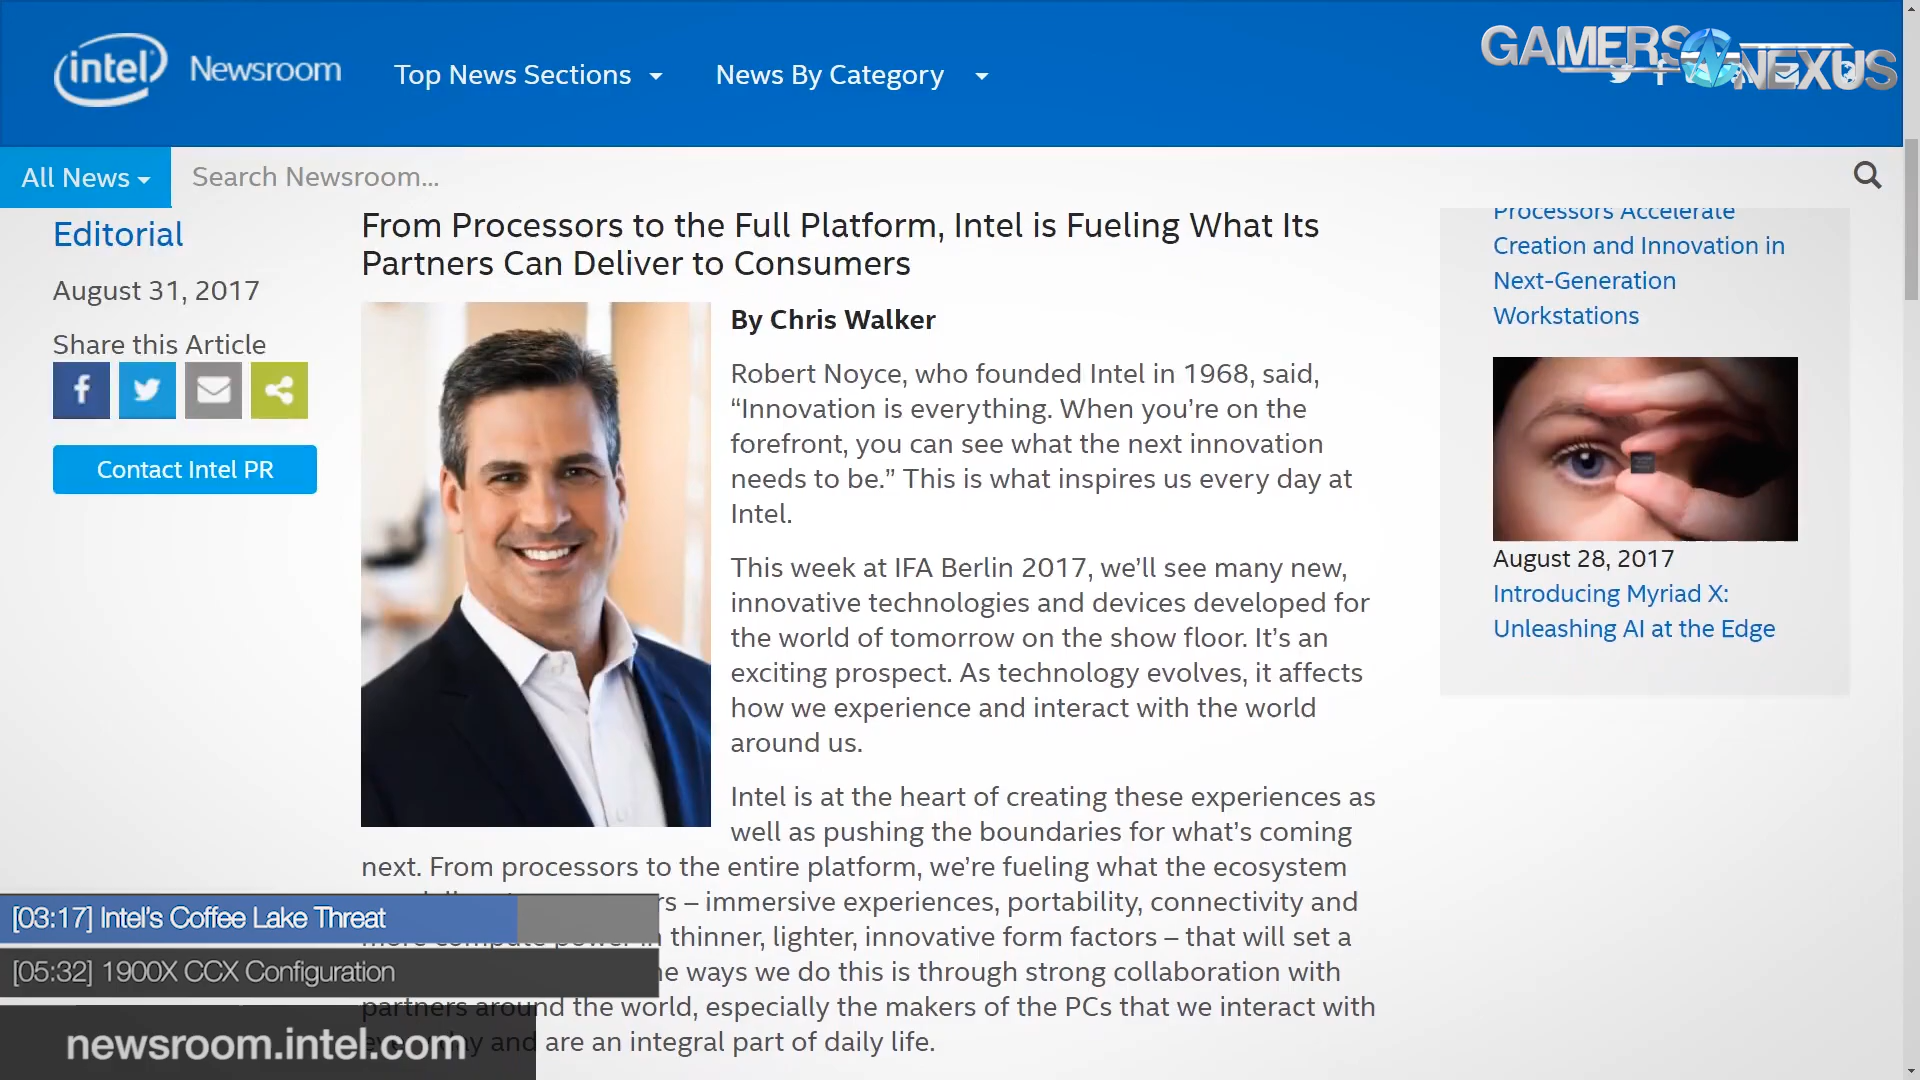 intel Newsroom
Top News Sections
News By Category
GAMERS NEXUS
All News
Search Newsroom...
Editorial
August 31, 2017
Share this Article
Contact Intel PR
From Processors to the Full Platform, Intel is Fueling What Its
Partners Can Deliver to Consumers
By Chris Walker
Robert Noyce, who founded Intel in 1968, said,
“Innovation is everything. When you’re on the
forefront, you can see what the next innovation
needs to be.” This is what inspires us every day at
Intel.
This week at IFA Berlin 2017, we’ll see many new,
innovative technologies and devices developed for
the world of tomorrow on the show floor. It’s an
exciting prospect. As technology evolves, it affects
how we experience and interact with the world
around us.
Intel is at the heart of creating these experiences as
well as pushing the boundaries for what’s coming
next. From processors to the entire platform, we’re fueling what the ecosystem
– immersive experiences, portability, connectivity and
thinner, lighter, innovative form factors – that will set a
ways we do this is through strong collaboration with
partners around the world, especially the makers of the PCs that we interact with
and are an integral part of daily life.
Processors Accelerate
Creation and Innovation in
Next-Generation
Workstations
August 28, 2017
Introducing Myriad X:
Unleashing AI at the Edge
[03:17] Intel's Coffee Lake Threat
[05:32] 1900X CCX Configuration
newsroom.intel.com